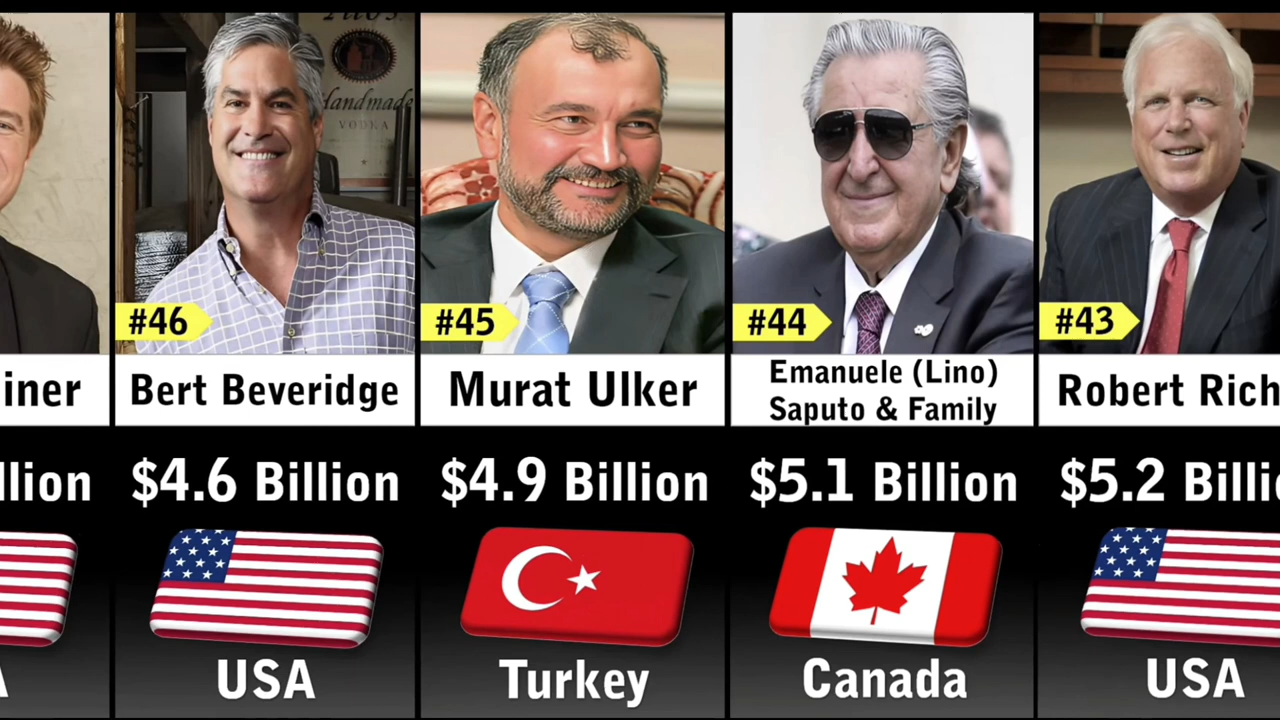 Handmade
VODKA
#46
#45
#44
#43
iner
Bert Beveridge
Murat Ulker
Emanuele (Lino)
Saputo & Family
Robert Rich
llion
$4.6 Billion
$4.9 Billion
$5.1 Billion
$5.2 Billi
USA
Turkey
Canada
USA